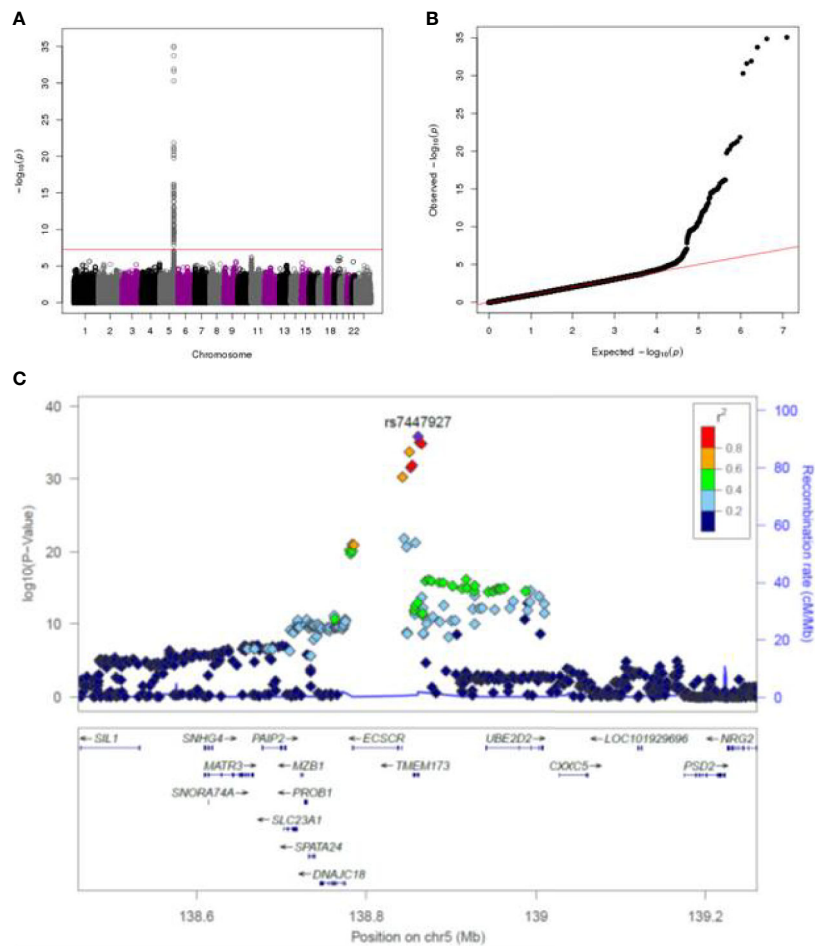 A
35
30
25
20
15
10
5
0
−log₁₀(p)
1 2 3 4 5 6 7 8 9 11 13 15 18 22
Chromosome
B
35
30
25
20
15
10
5
0
Observed −log₁₀(p)
0 1 2 3 4 5 6 7
Expected −log₁₀(p)
C
rs7447927
40
30
20
10
0
log10(P−Value)
100
80
60
40
20
0
Recombination rate (cM/Mb)
r²
0.8
0.6
0.4
0.2
←SIL1 SNHG4→ PAIP2→ ←ECSCR UBE2D2→ ←LOC101929696 ←NRG2
MATR3→ ←MZB1 ←TMEM173 CXXC5→ PSD2→
SNORA74A→ ←PROB1
←SLC23A1
←SPATA24
←DNAJC18
138.6 138.8 139 139.2
Position on chr5 (Mb)